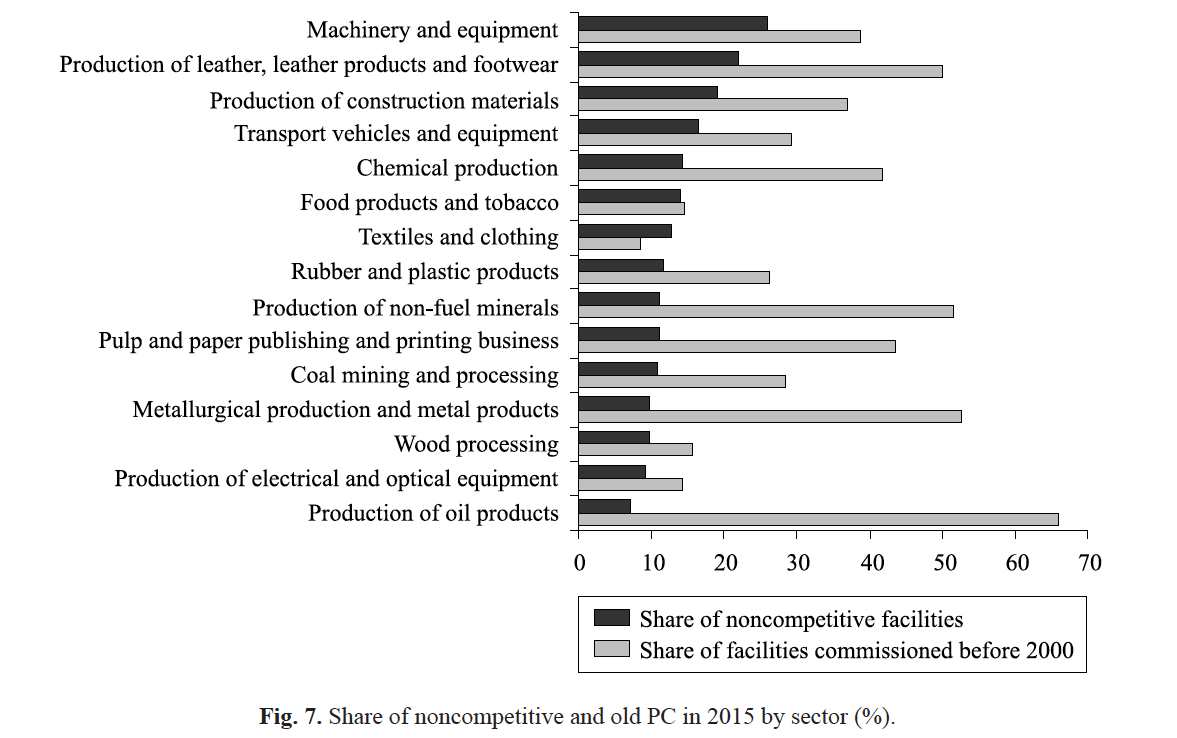 Machinery and equipment
Production of leather, leather products and footwear
Production of construction materials
Transport vehicles and equipment
Chemical production
Food products and tobacco
Textiles and clothing
Rubber and plastic products
Production of non-fuel minerals
Pulp and paper publishing and printing business
Coal mining and processing
Metallurgical production and metal products
Wood processing
Production of electrical and optical equipment
Production of oil products
0 10 20 30 40 50 60 70
Share of noncompetitive facilities
Share of facilities commissioned before 2000
Fig. 7. Share of noncompetitive and old PC in 2015 by sector (%).